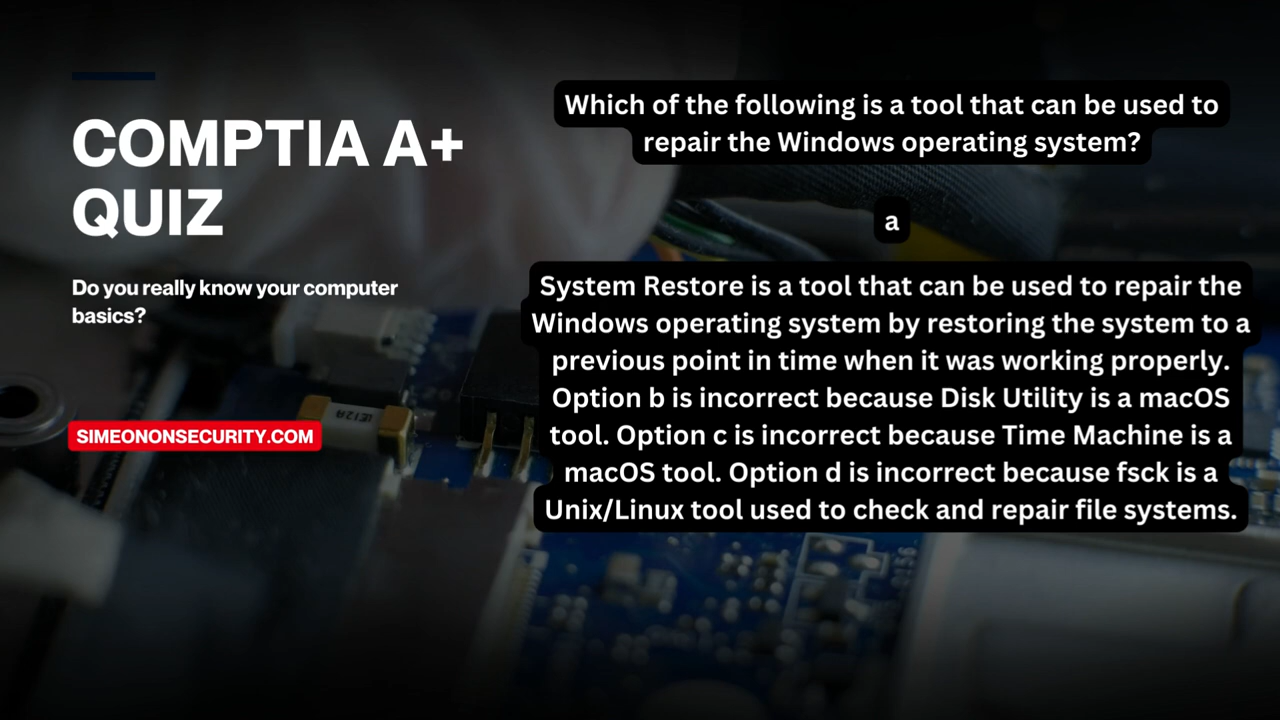 COMPTIA A+
QUIZ
Do you really know your computer
basics?
SIMEONONSECURITY.COM
Which of the following is a tool that can be used to
repair the Windows operating system?
a
System Restore is a tool that can be used to repair the
Windows operating system by restoring the system to a
previous point in time when it was working properly.
Option b is incorrect because Disk Utility is a macOS
tool. Option c is incorrect because Time Machine is a
macOS tool. Option d is incorrect because fsck is a
Unix/Linux tool used to check and repair file systems.